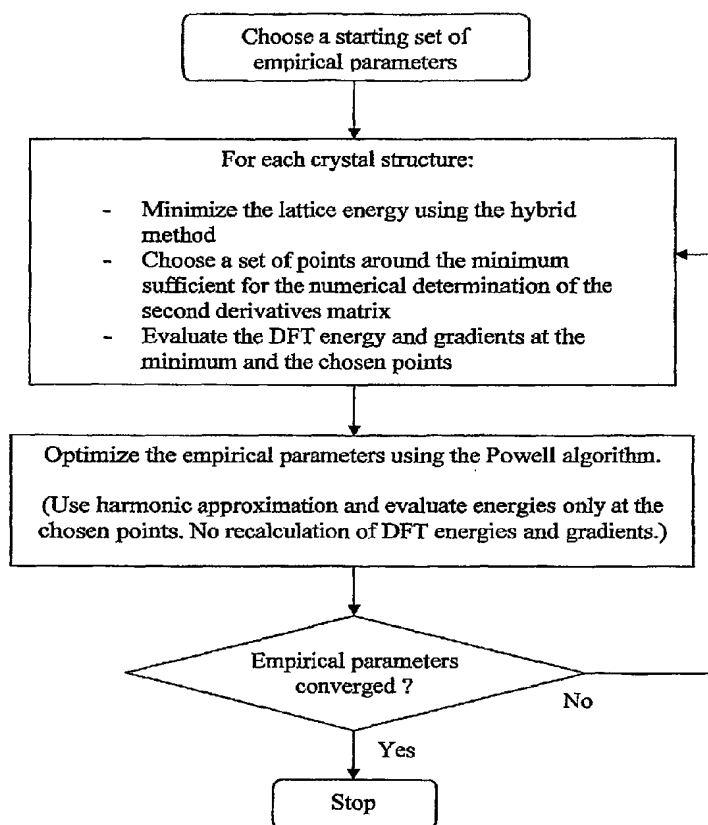 Choose a starting set of
empirical parameters
For each crystal structure:
- Minimize the lattice energy using the hybrid
method
- Choose a set of points around the minimum
sufficient for the numerical determination of the
second derivatives matrix
- Evaluate the DFT energy and gradients at the
minimum and the chosen points
Optimize the empirical parameters using the Powell algorithm.
(Use harmonic approximation and evaluate energies only at the
chosen points. No recalculation of DFT energies and gradients.)
Empirical parameters
converged ?
No
Yes
Stop